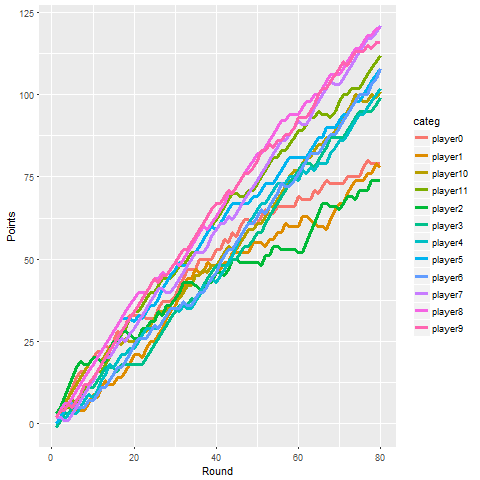 125
100
75
50
25
0
Points
0
20
40
60
80
Round
categ
player0
player1
player10
player11
player2
player3
player4
player5
player6
player7
player8
player9